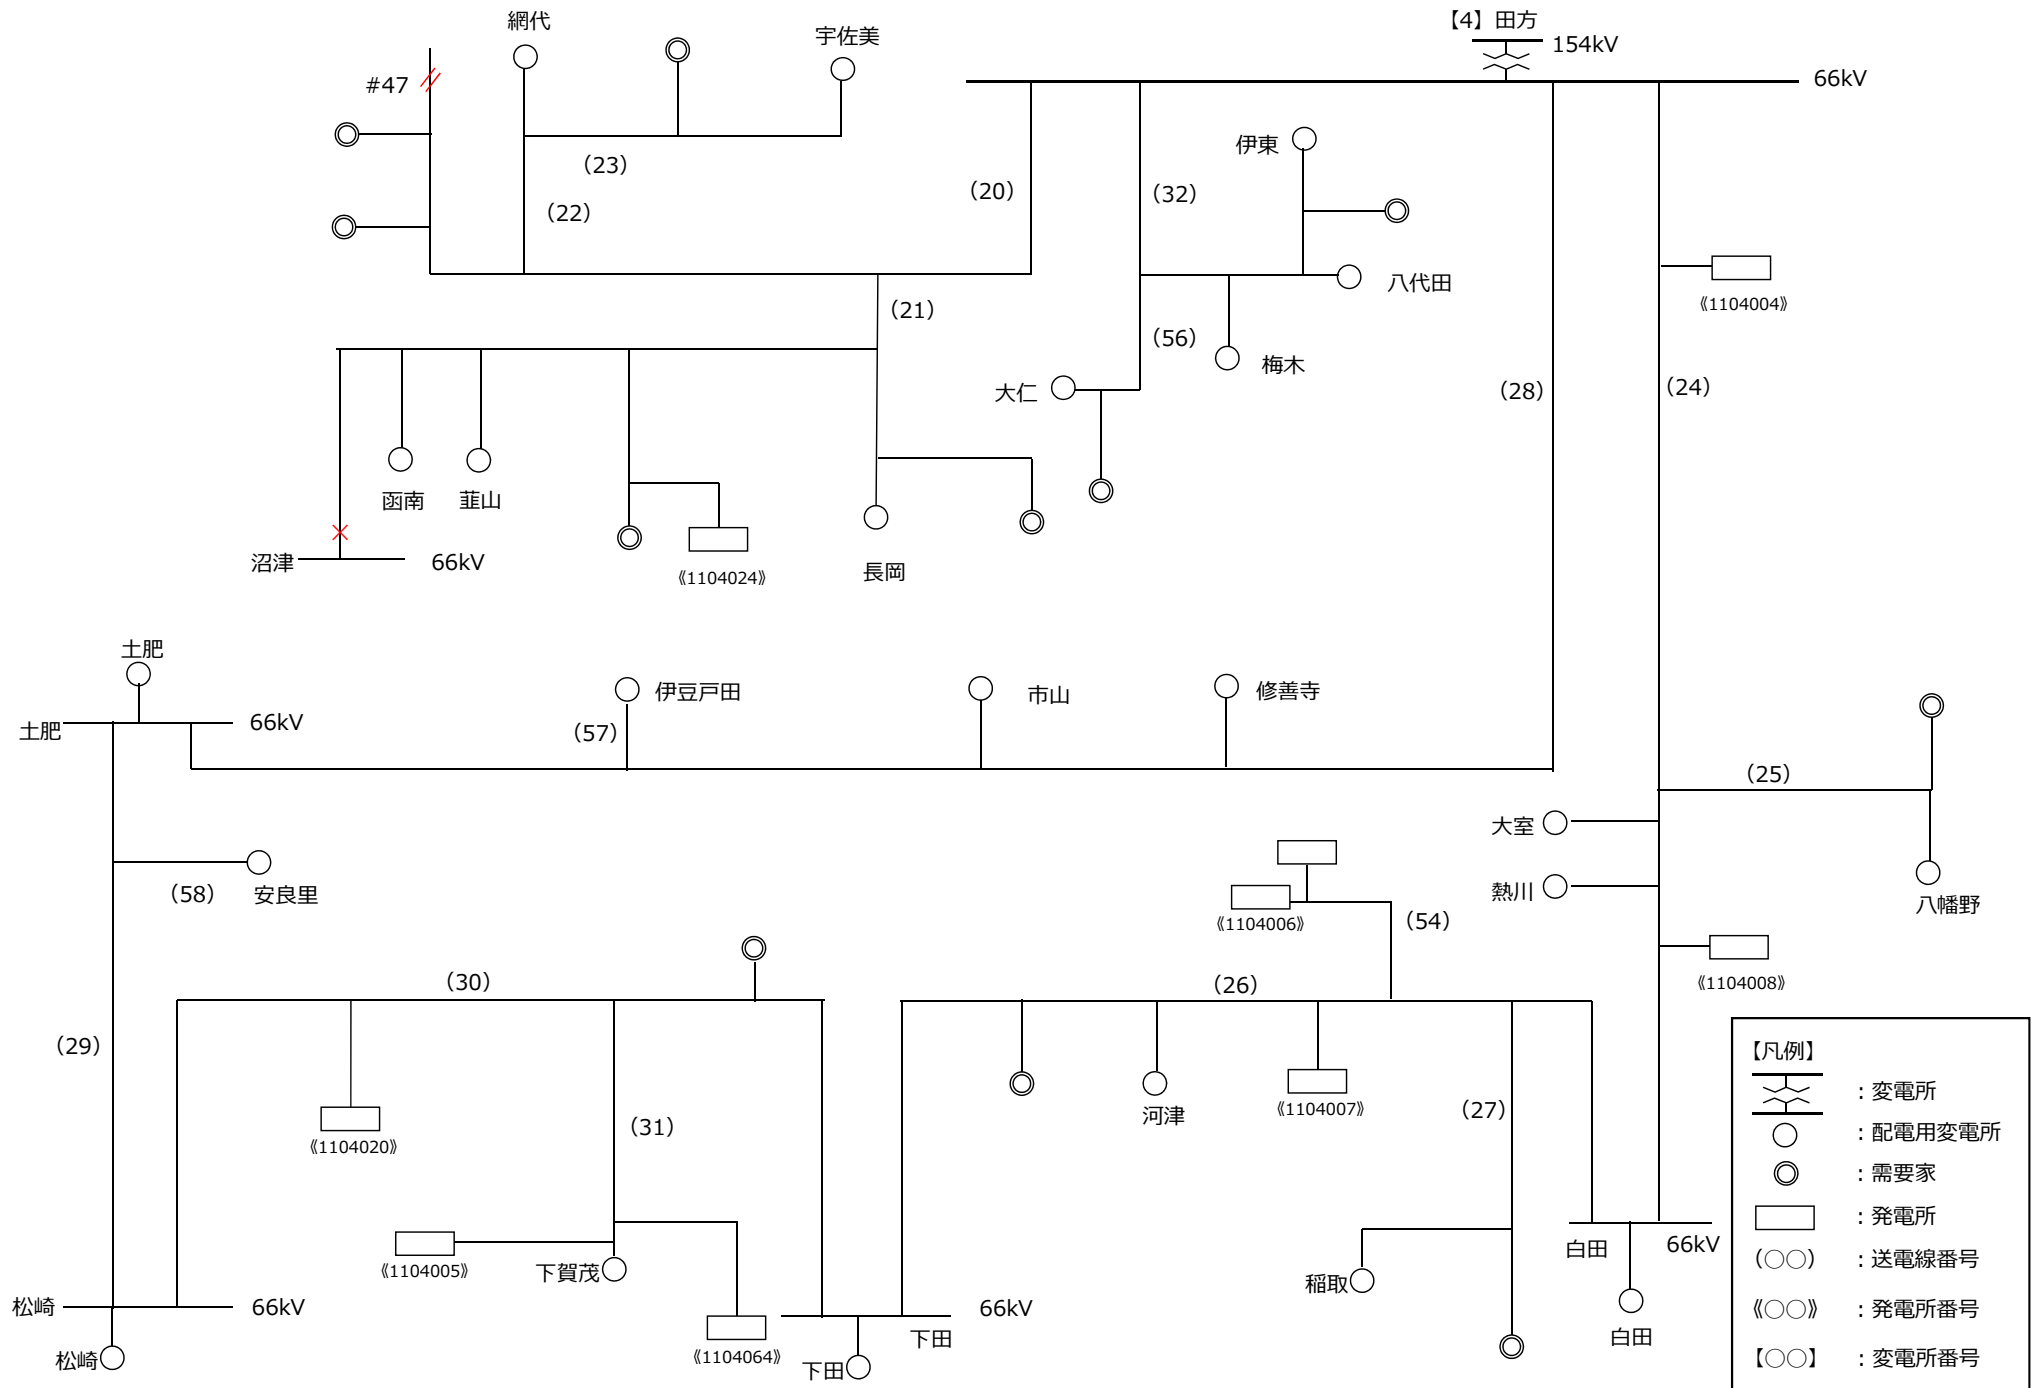 網代
宇佐美
【4】田方
154kV
66kV
#47
伊東
(23)
(22)
(20)
(32)
八代田
《1104004》
(21)
(56)
梅木
大仁
(28)
(24)
函南
韮山
沼津
66kV
《1104024》
長岡
土肥
土肥
66kV
伊豆戸田
(57)
市山
修善寺
(25)
大室
熱川
八幡野
(58)
安良里
《1104006》
(54)
(30)
(26)
《1104008》
(29)
《1104020》
(31)
河津
《1104007》
(27)
《1104005》
下賀茂
白田
66kV
稲取
白田
松崎
66kV
松崎
《1104064》
66kV
下田
下田
【凡例】
:変電所
:配電用変電所
:需要家
:発電所
(○○) :送電線番号
《○○》 :発電所番号
【○○】 :変電所番号